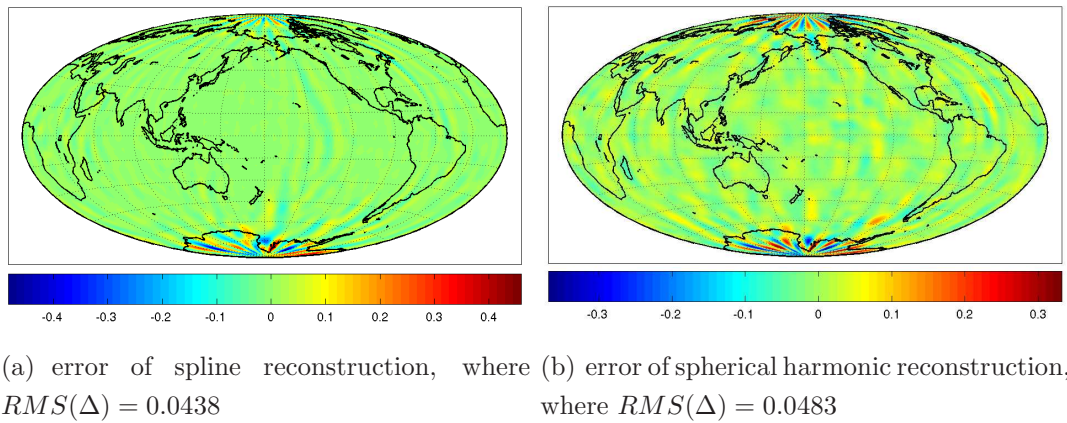 -0.4 -0.3 -0.2 -0.1 0 0.1 0.2 0.3 0.4
-0.3 -0.2 -0.1 0 0.1 0.2 0.3
(a) error of spline reconstruction, where
RMS(Δ) = 0.0438
(b) error of spherical harmonic reconstruction,
where RMS(Δ) = 0.0483